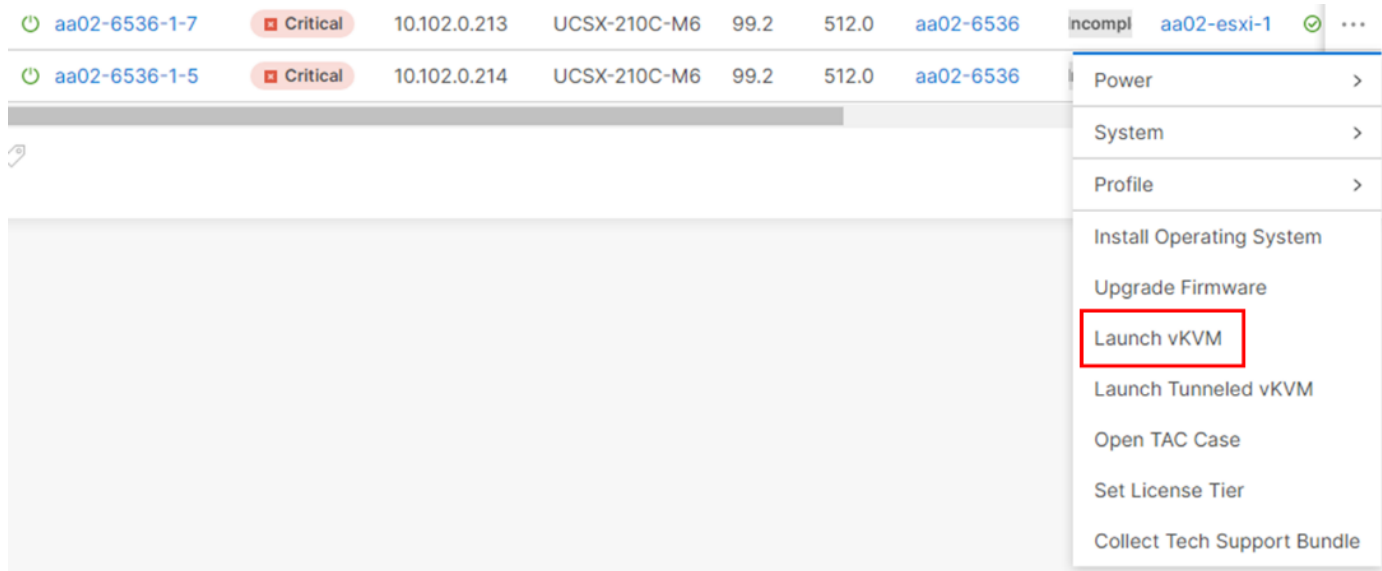 aa02-6536-1-7 Critical 10.102.0.213 UCSX-210C-M6 99.2 512.0 aa02-6536 Incompl aa02-esxi-1 ...
aa02-6536-1-5 Critical 10.102.0.214 UCSX-210C-M6 99.2 512.0 aa02-6536
Power
System
Profile
Install Operating System
Upgrade Firmware
Launch vKVM
Launch Tunneled vKVM
Open TAC Case
Set License Tier
Collect Tech Support Bundle